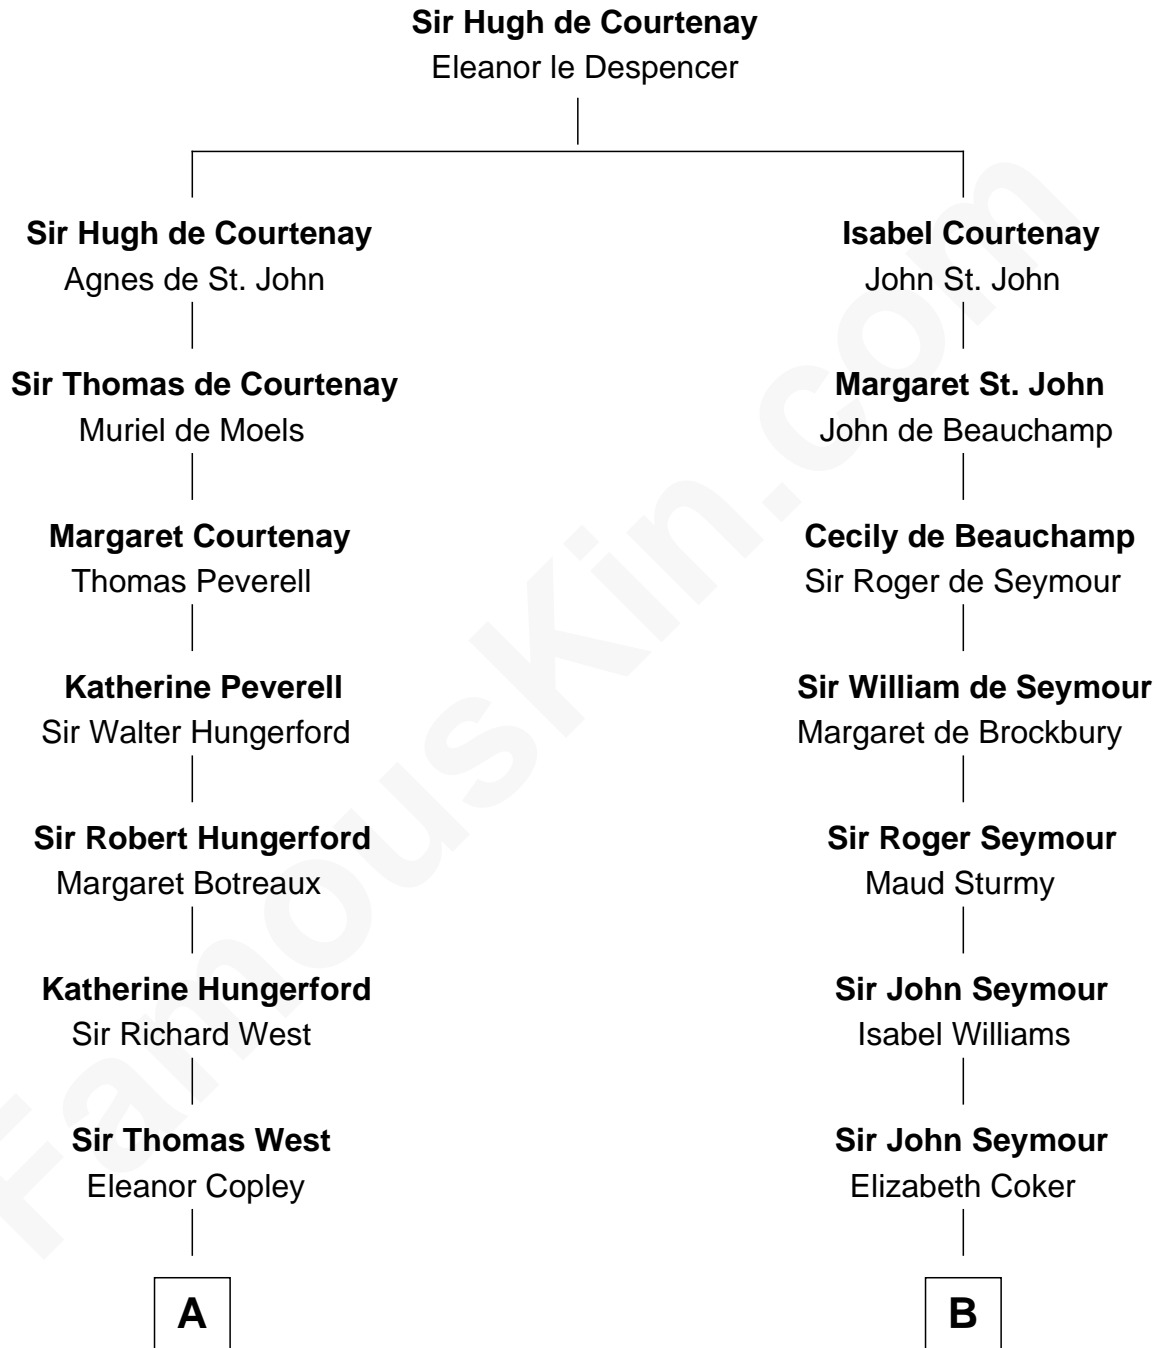 Sir Hugh de Courtenay
Eleanor le Despencer
Sir Hugh de Courtenay
Agnes de St. John
Isabel Courtenay
John St. John
Sir Thomas de Courtenay
Muriel de Moels
Margaret St. John
John de Beauchamp
Margaret Courtenay
Thomas Peverell
Cecily de Beauchamp
Sir Roger de Seymour
Katherine Peverell
Sir Walter Hungerford
Sir William de Seymour
Margaret de Brockbury
Sir Robert Hungerford
Margaret Botreaux
Sir Roger Seymour
Maud Sturmy
Katherine Hungerford
Sir Richard West
Sir John Seymour
Isabel Williams
Sir Thomas West
Eleanor Copley
Sir John Seymour
Elizabeth Coker
A
B
FamousKin.com